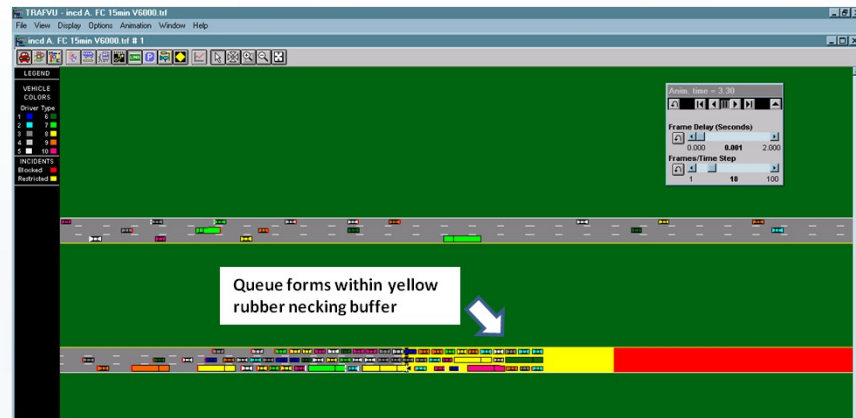 TRAFVU - incd A. FC 15min V6000.trf
File View Display Options Animation Window Help
incd A. FC 15min V6000.trf # 1
LEGEND
VEHICLE
COLORS
Driver Type
1 6
2 7
3 8
4 9
5 10
INCIDENTS
Blocked
Restricted
Anim. time = 3.30
Frame Delay (Seconds)
0.000 0.001 2.000
Frames/Time Step
1 18 100
Queue forms within yellow
rubber necking buffer